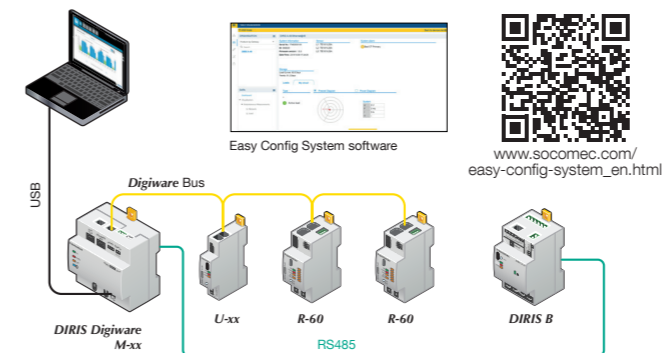 Easy Config System software
www.socomec.com/
easy-config-system_en.html
USB
Digiware Bus
DIRIS Digiware
M-xx
U-xx
R-60
R-60
DIRIS B
RS485